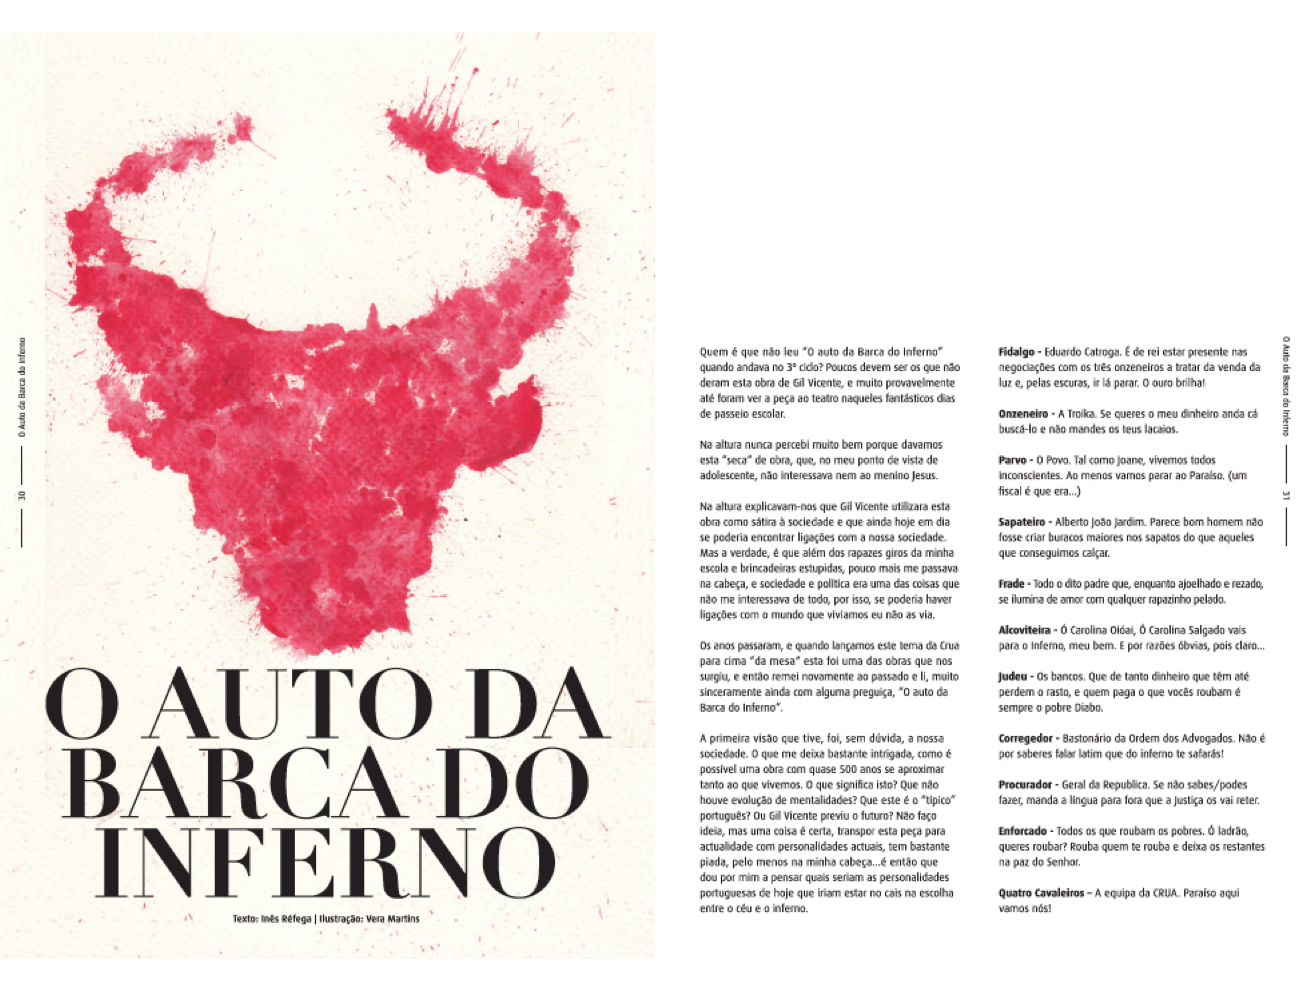 O Auto da Barca do Inferno
30
O AUTO DA
BARCA DO
INFERNO
Texto: Inês Réfega | Ilustração: Vera Martins
Quem é que não leu “O auto da Barca do Inferno”
quando andava no 3º ciclo? Poucos devem ser os que não
deram esta obra de Gil Vicente, e muito provavelmente
até foram ver a peça ao teatro naqueles fantásticos dias
de passeio escolar.
Na altura nunca percebi muito bem porque davamos
esta “seca” de obra, que, no meu ponto de vista de
adolescente, não interessava nem ao menino Jesus.
Na altura explicavam-nos que Gil Vicente utilizara esta
obra como sátira à sociedade e que ainda hoje em dia
se poderia encontrar ligações com a nossa sociedade.
Mas a verdade, é que além dos rapazes giros da minha
escola e brincadeiras estupidas, pouco mais me passava
na cabeça, e sociedade e política era uma das coisas que
não me interessava de todo, por isso, se poderia haver
ligações com o mundo que viviamos eu não as via.
Os anos passaram, e quando lançamos este tema da Crua
para cima “da mesa” esta foi uma das obras que nos
surgiu, e então remei novamente ao passado e li, muito
sinceramente ainda com alguma preguiça, “O auto da
Barca do Inferno”.
A primeira visão que tive, foi, sem dúvida, a nossa
sociedade. O que me deixa bastante intrigada, como é
possível uma obra com quase 500 anos se aproximar
tanto ao que vivemos. O que significa isto? Que não
houve evolução de mentalidades? Que este é o “típico”
português? Ou Gil Vicente previu o futuro? Não faço
ideia, mas uma coisa é certa, transpor esta peça para
actualidade com personalidades actuais, tem bastante
piada, pelo menos na minha cabeça...é então que
dou por mim a pensar quais seriam as personalidades
portuguesas de hoje que iriam estar no cais na escolha
entre o céu e o inferno.
Fidalgo - Eduardo Catroga. É de rei estar presente nas
negociações com os três onzeneiros a tratar da venda da
luz e, pelas escuras, ir lá parar. O ouro brilha!
Onzeneiro - A Troika. Se queres o meu dinheiro anda cá
buscá-lo e não mandes os teus lacaios.
Parvo - O Povo. Tal como Joane, vivemos todos
inconscientes. Ao menos vamos parar ao Paraíso. (um
fiscal é que era...)
Sapateiro - Alberto João Jardim. Parece bom homem não
fosse criar buracos maiores nos sapatos do que aqueles
que conseguimos calçar.
Frade - Todo o dito padre que, enquanto ajoelhado e rezado,
se ilumina de amor com qualquer rapazinho pelado.
Alcoviteira - Ó Carolina Oióai, Ó Carolina Salgado vais
para o Inferno, meu bem. E por razões óbvias, pois claro...
Judeu - Os bancos. Que de tanto dinheiro que têm até
perdem o rasto, e quem paga o que vocês roubam é
sempre o pobre Diabo.
Corregedor - Bastonário da Ordem dos Advogados. Não é
por saberes falar latim que do inferno te safarás!
Procurador - Geral da Republica. Se não sabes/podes
fazer, manda a língua para fora que a Justiça os vai reter.
Enforcado - Todos os que roubam os pobres. Ó ladrão,
queres roubar? Rouba quem te rouba e deixa os restantes
na paz do Senhor.
Quatro Cavaleiros – A equipa da CRUA. Paraíso aqui
vamos nós!
O Auto da Barca do Inferno
31